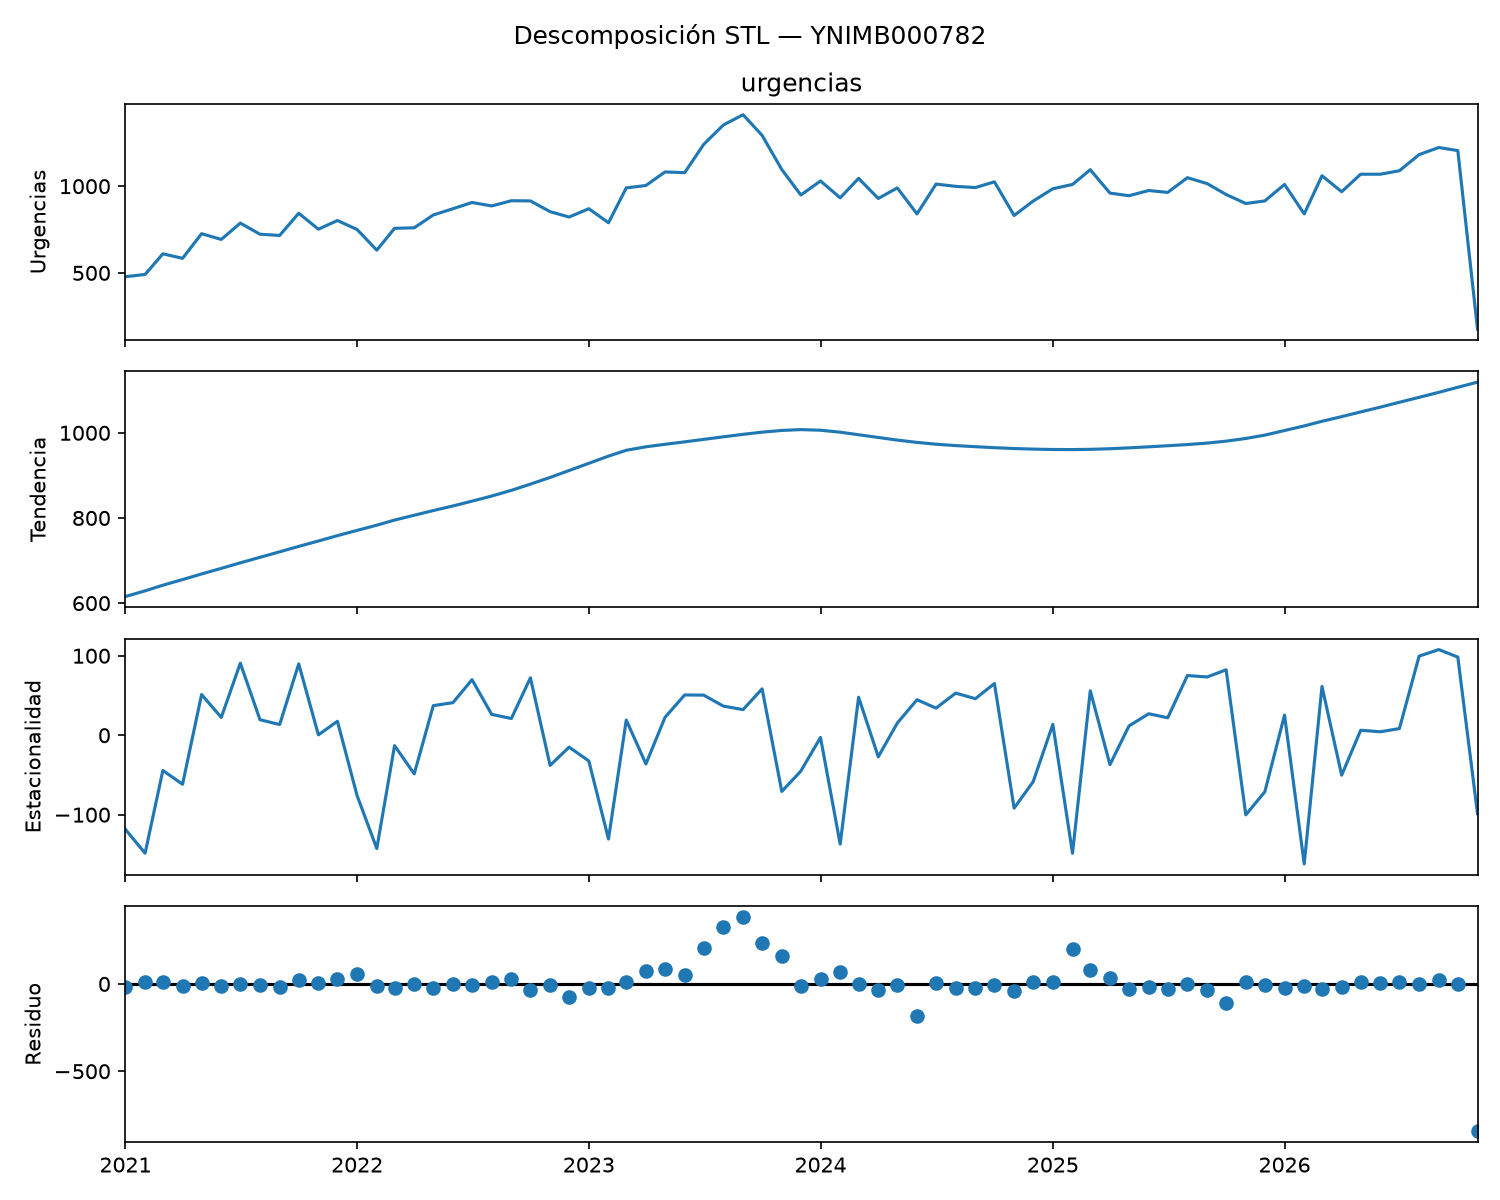 Descomposición STL — YNIMB000782
urgencias
Urgencias
1000
500
Tendencia
1000
800
600
Estacionalidad
100
0
−100
Residuo
0
−500
2021 2022 2023 2024 2025 2026